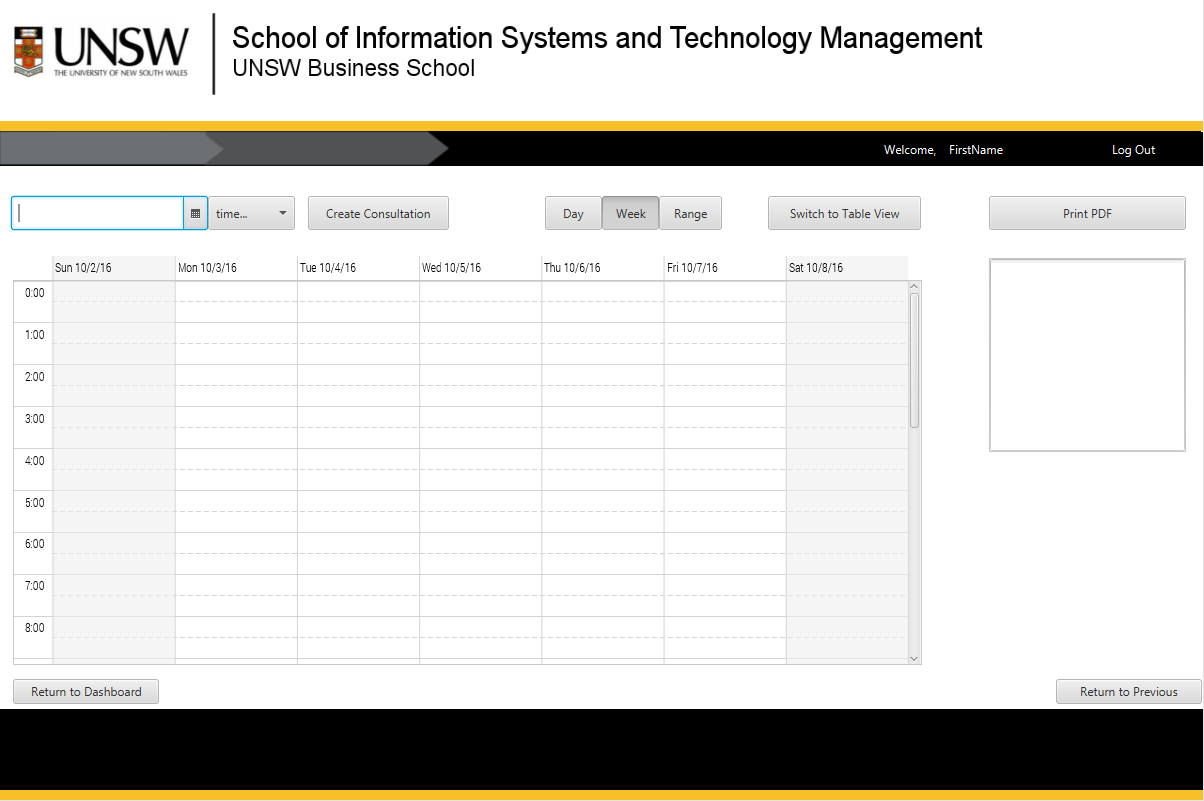 UNSW
THE UNIVERSITY OF NEW SOUTH WALES
School of Information Systems and Technology Management
UNSW Business School
Welcome, FirstName Log Out
time... Create Consultation Day Week Range Switch to Table View Print PDF
Sun 10/2/16 Mon 10/3/16 Tue 10/4/16 Wed 10/5/16 Thu 10/6/16 Fri 10/7/16 Sat 10/8/16
0:00
1:00
2:00
3:00
4:00
5:00
6:00
7:00
8:00
Return to Dashboard Return to Previous